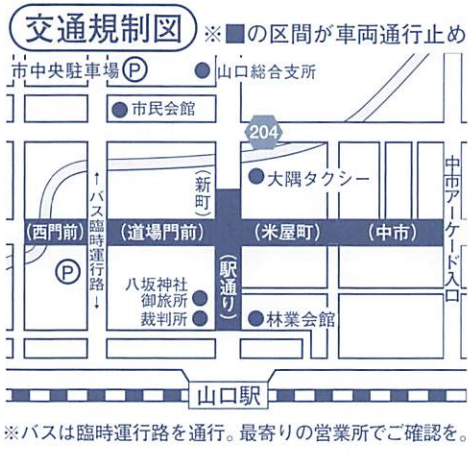 交通規制図
※■の区間が車両通行止め
市中央駐車場Ⓟ
山口総合支所
市民会館
204
大隅タクシー
(新町)
←バス臨時運行路→
中市アーケード入口
(西門前)
(道場門前)
(米屋町)
(中市)
(駅通り)
Ⓟ
八坂神社
御旅所
裁判所
林業会館
山口駅
※バスは臨時運行路を通行。最寄りの営業所でご確認を。